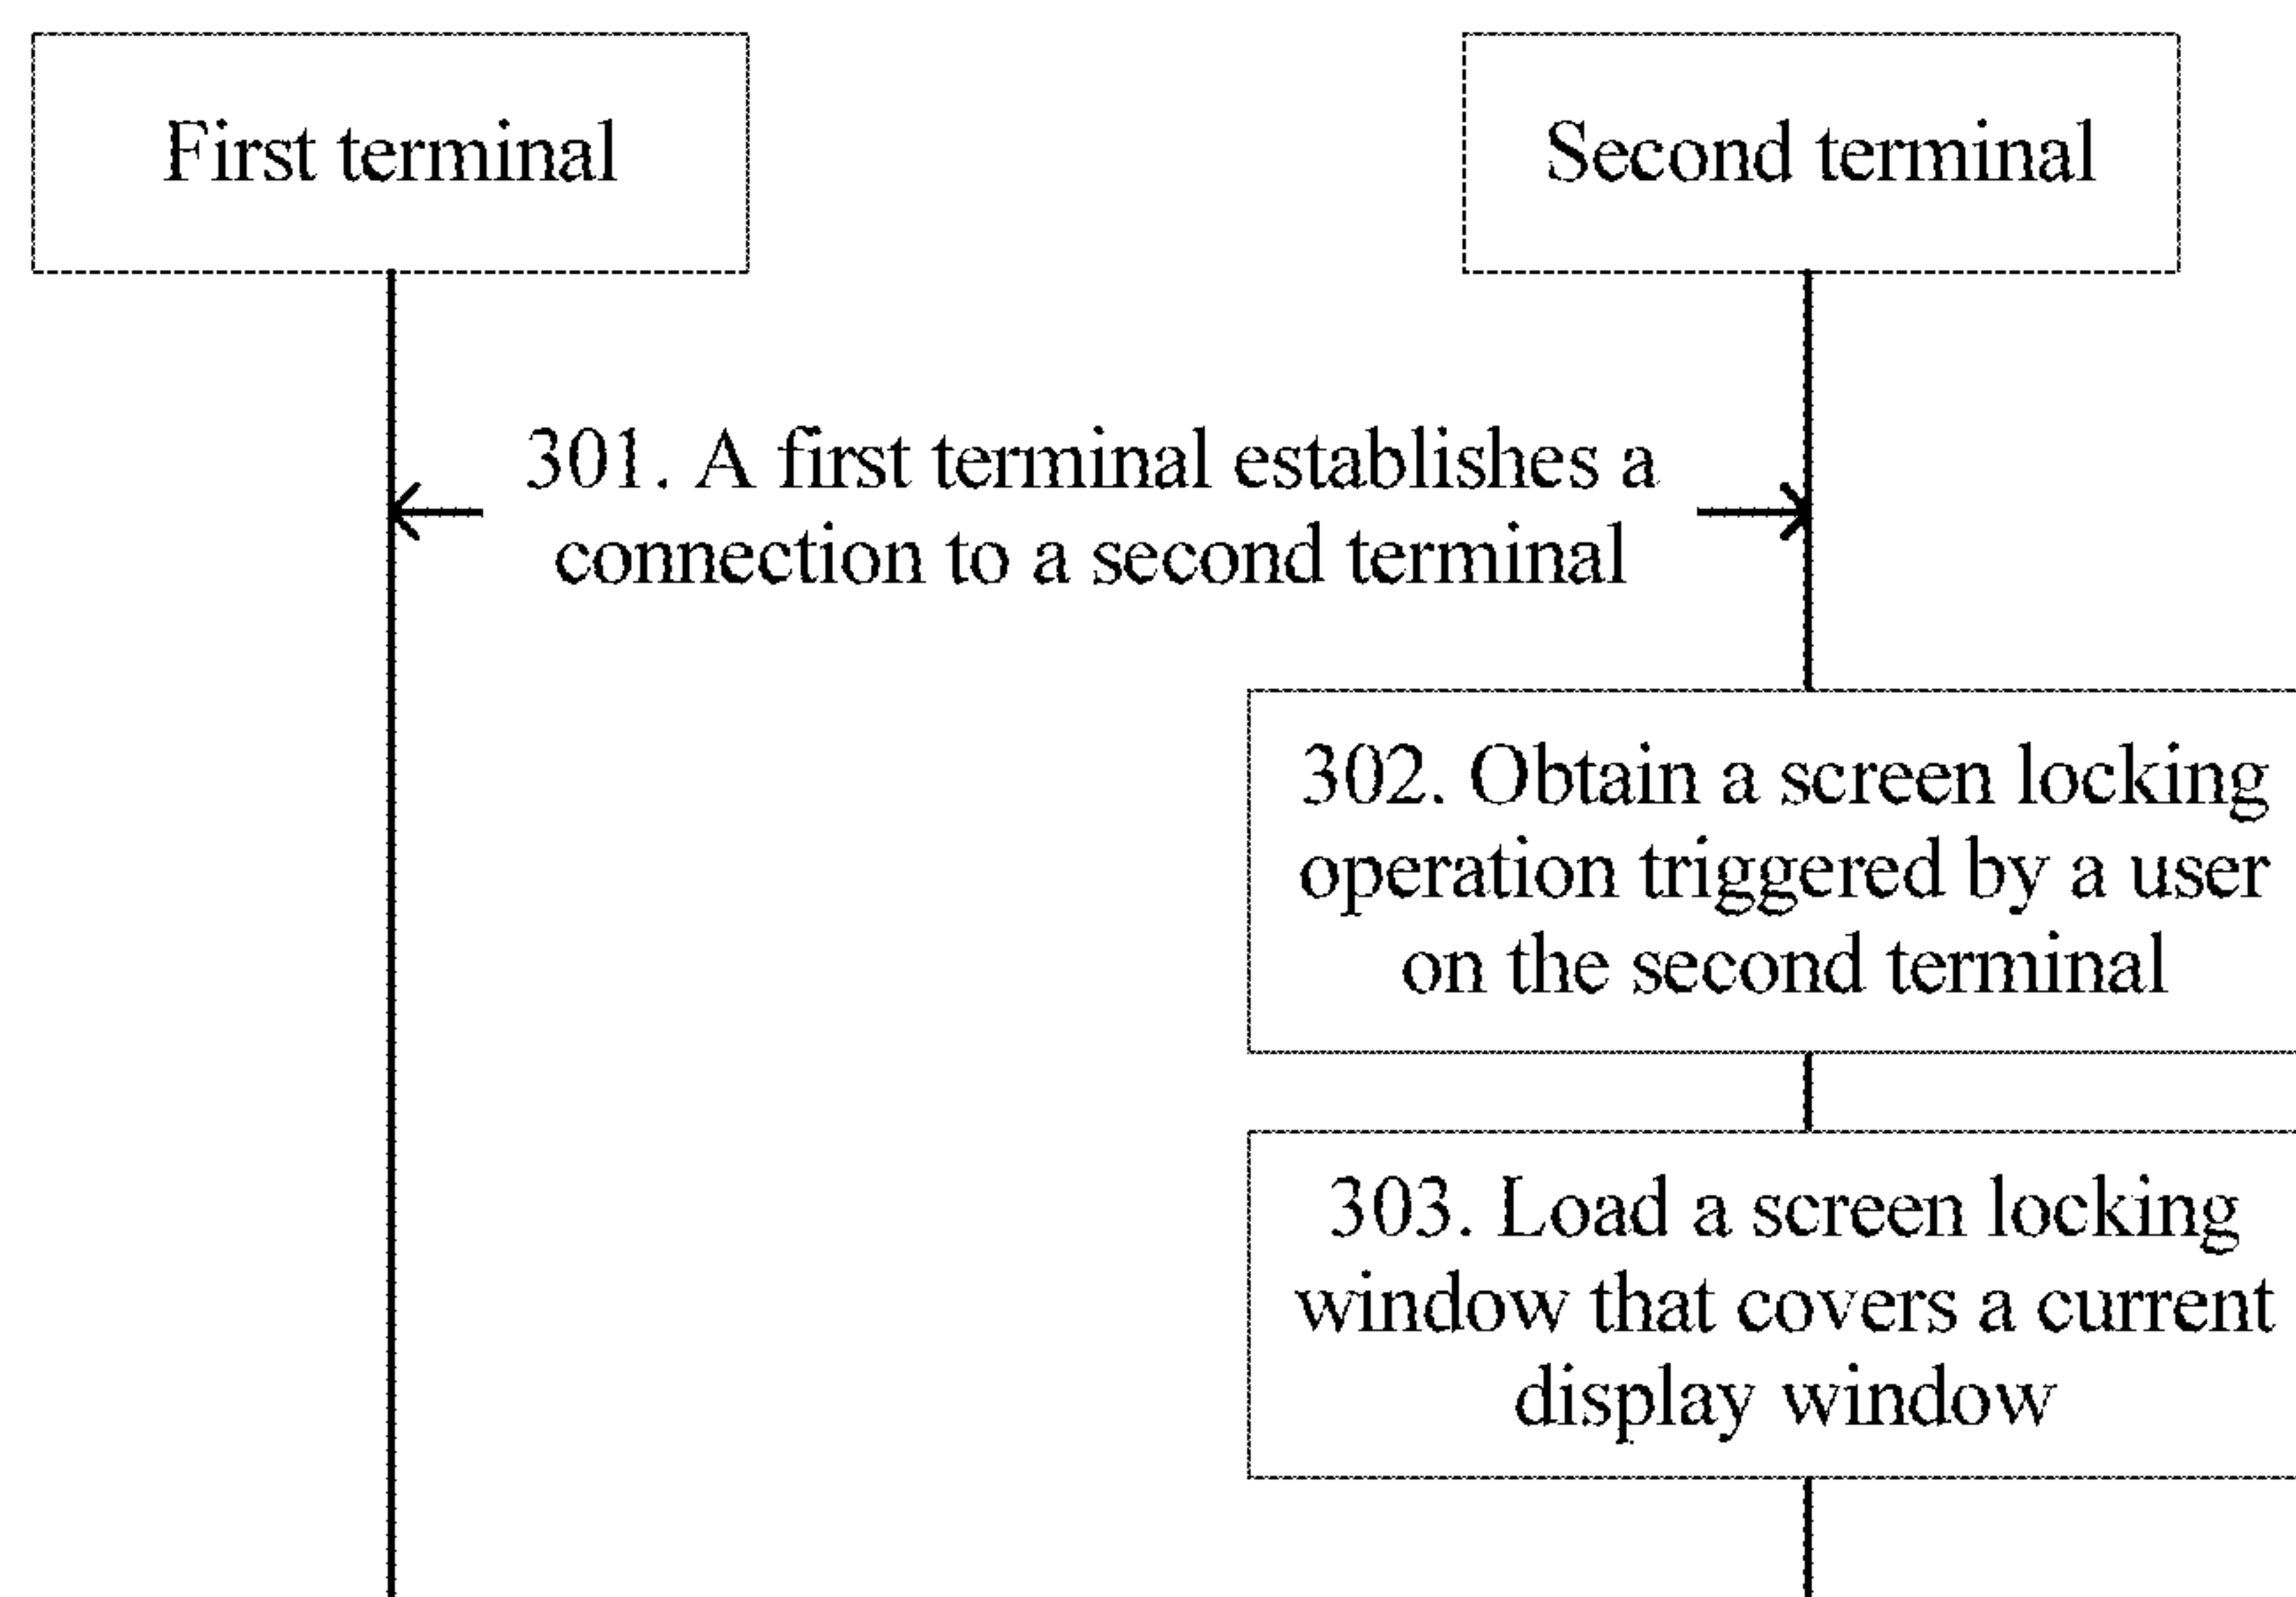 First terminal
Second terminal
301. A first terminal establishes a
connection to a second terminal
302. Obtain a screen locking
operation triggered by a user
on the second terminal
303. Load a screen locking
window that covers a current
display window